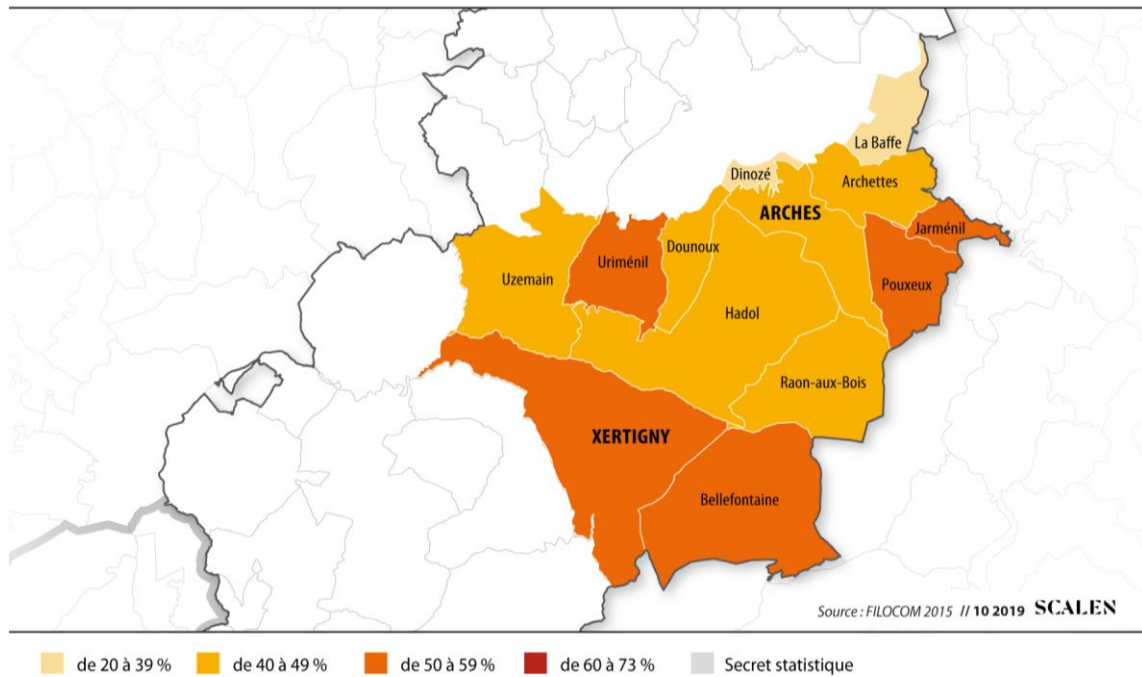 La Baffe
Dinozé
Archettes
ARCHES
Jarménil
Dounoux
Uriménil
Uzemain
Pouxeux
Hadol
Raon-aux-Bois
XERTIGNY
Bellefontaine
Source : FILOCOM 2015 // 10 2019 SCALEN
de 20 à 39 % de 40 à 49 % de 50 à 59 % de 60 à 73 % Secret statistique